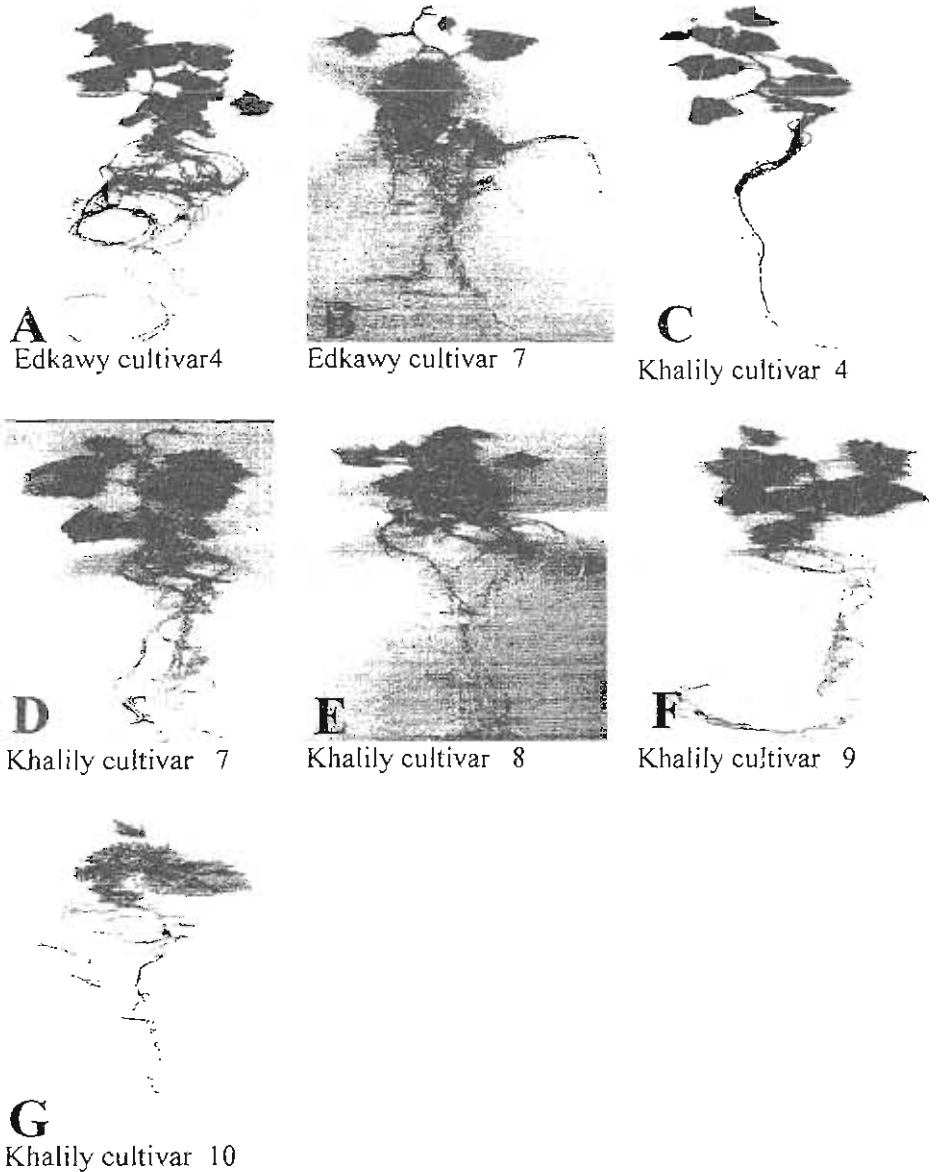 A
Edkawy cultivar4
B
Edkawy cultivar 7
C
Khalily cultivar 4
D
Khalily cultivar 7
E
Khalily cultivar 8
F
Khalily cultivar 9
G
Khalily cultivar 10